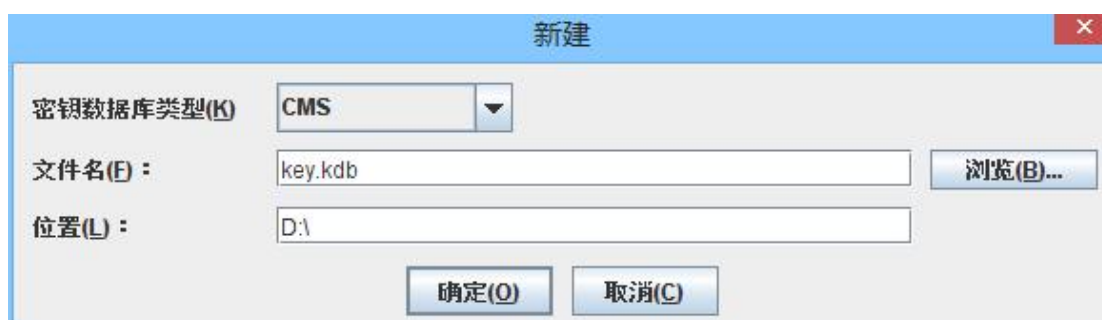 新建
密钥数据库类型(K) CMS
文件名(F)： key.kdb 浏览(B)...
位置(L)： D:\
确定(O) 取消(C)